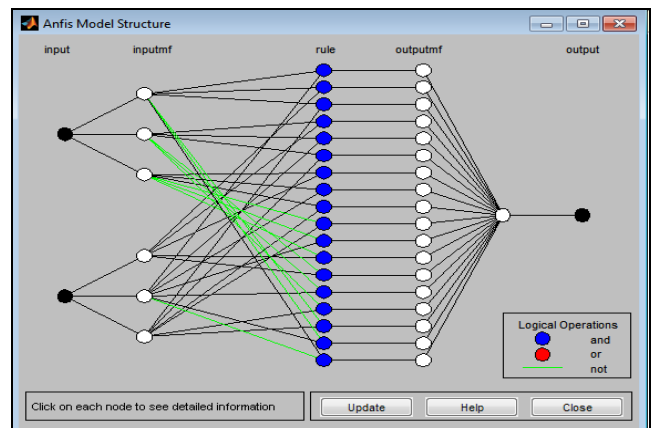 Anfis Model Structure
input inputmf rule outputmf output
Logical Operations
and
or
not
Click on each node to see detailed information
Update Help Close